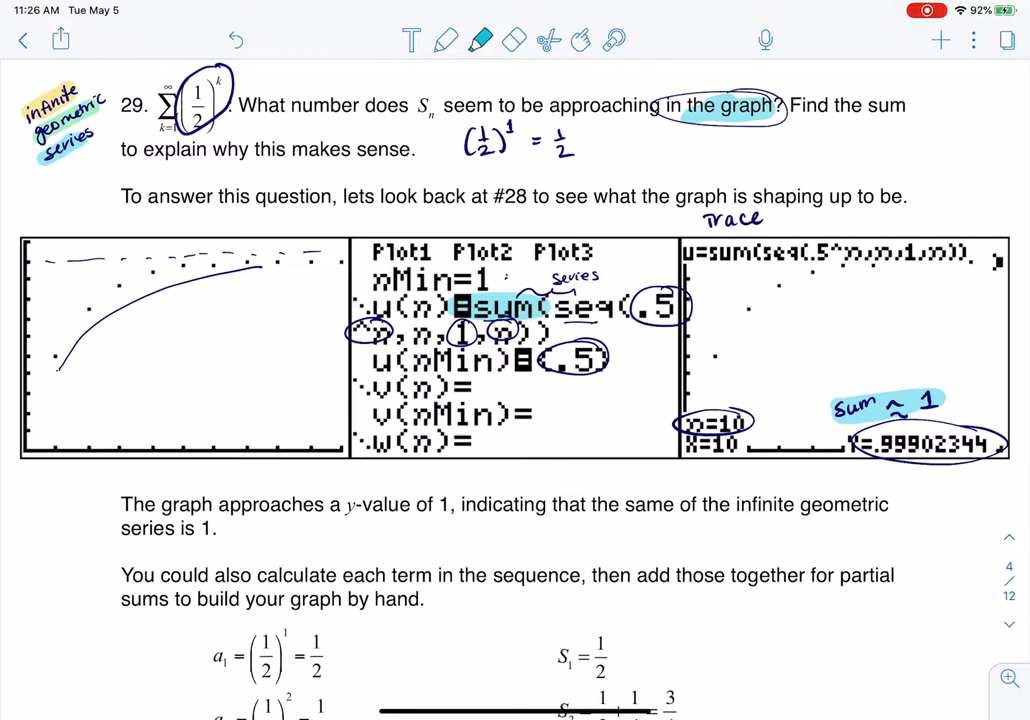 11:26 AM Tue May 5
92%
infinite
geometric
series
29. ∞ Σ k=1 (1/2)^k. What number does Sn seem to be approaching in the graph? Find the sum
to explain why this makes sense. (1/2)^1 = 1/2
To answer this question, lets look back at #28 to see what the graph is shaping up to be.
Trace
Plot1 Plot2 Plot3
nMin=1
series
u(n)=sum(seq(.5
^n,n,1,n))
u(nMin)={.5}
v(n)=
v(nMin)=
w(n)=
u=sum(seq(.5^n,n,1,n))
sum ≈ 1
n=10
X=10 Y=.99902344
The graph approaches a y-value of 1, indicating that the same of the infinite geometric
series is 1.
You could also calculate each term in the sequence, then add those together for partial
sums to build your graph by hand.
a1 = (1/2)^1 = 1/2 S1 = 1/2
4
/
12